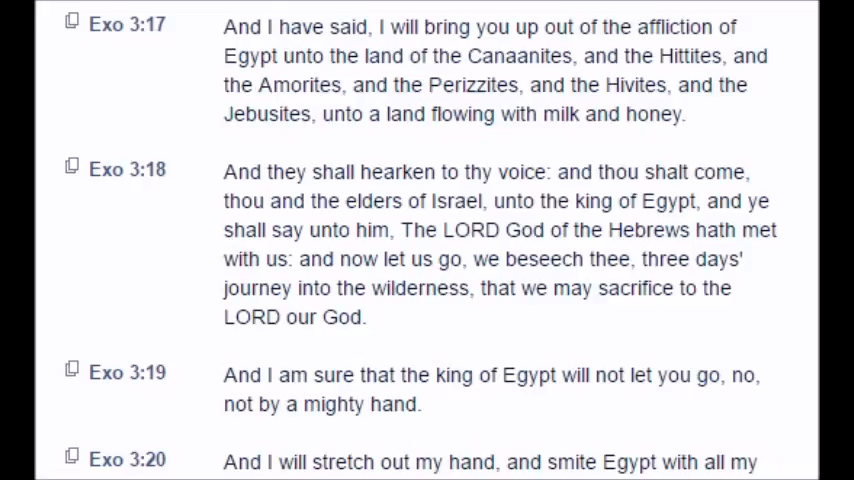 Exo 3:17 And I have said, I will bring you up out of the affliction of
Egypt unto the land of the Canaanites, and the Hittites, and
the Amorites, and the Perizzites, and the Hivites, and the
Jebusites, unto a land flowing with milk and honey.
Exo 3:18 And they shall hearken to thy voice: and thou shalt come,
thou and the elders of Israel, unto the king of Egypt, and ye
shall say unto him, The LORD God of the Hebrews hath met
with us: and now let us go, we beseech thee, three days'
journey into the wilderness, that we may sacrifice to the
LORD our God.
Exo 3:19 And I am sure that the king of Egypt will not let you go, no,
not by a mighty hand.
Exo 3:20 And I will stretch out my hand, and smite Egypt with all my